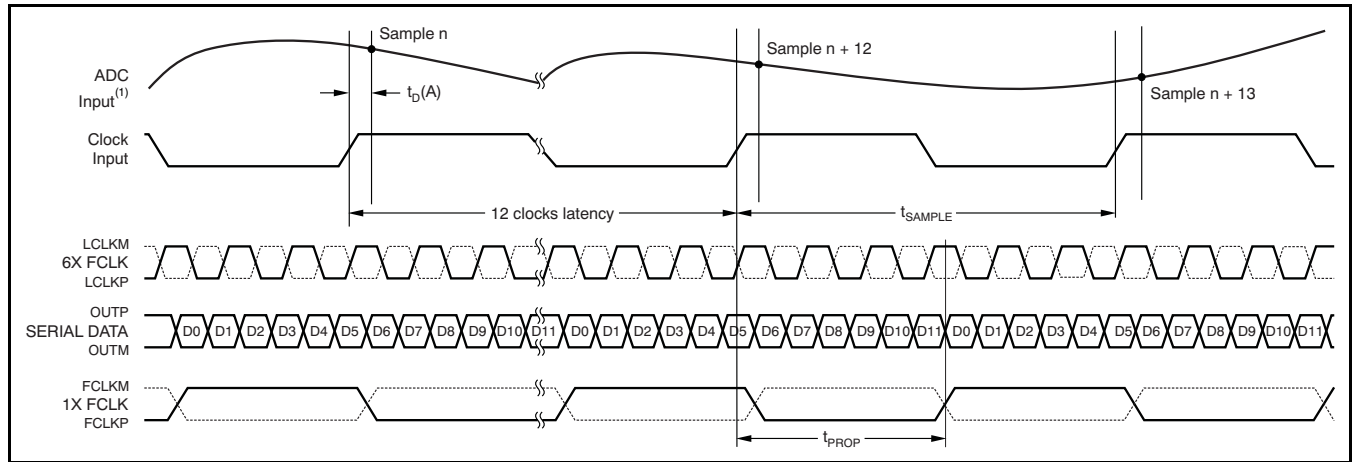 Sample n
Sample n + 12
Sample n + 13
ADC
Input(1)
tD(A)
Clock
Input
12 clocks latency
tSAMPLE
LCLKM
6X FCLK
LCLKP
OUTP
SERIAL DATA
OUTM
D0 D1 D2 D3 D4 D5 D6 D7 D8 D9 D10 D11 D0 D1 D2 D3 D4 D5 D6 D7 D8 D9 D10 D11 D0 D1 D2 D3 D4 D5 D6 D7 D8 D9 D10 D11
FCLKM
1X FCLK
FCLKP
tPROP